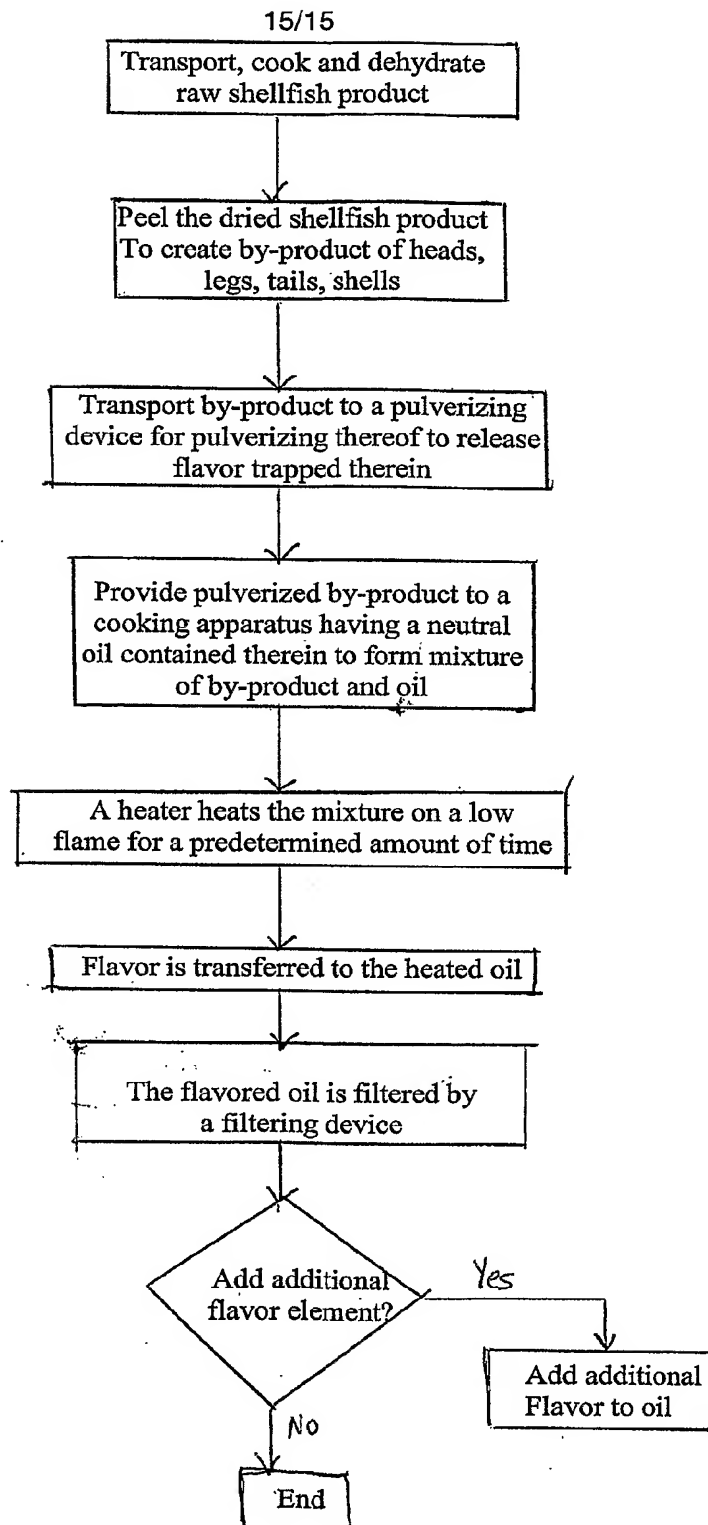 15/15
Transport, cook and dehydrate
raw shellfish product
Peel the dried shellfish product
To create by-product of heads,
legs, tails, shells
Transport by-product to a pulverizing
device for pulverizing thereof to release
flavor trapped therein
Provide pulverized by-product to a
cooking apparatus having a neutral
oil contained therein to form mixture
of by-product and oil
A heater heats the mixture on a low
flame for a predetermined amount of time
Flavor is transferred to the heated oil
The flavored oil is filtered by
a filtering device
Add additional
flavor element?
Yes
Add additional
Flavor to oil
No
End